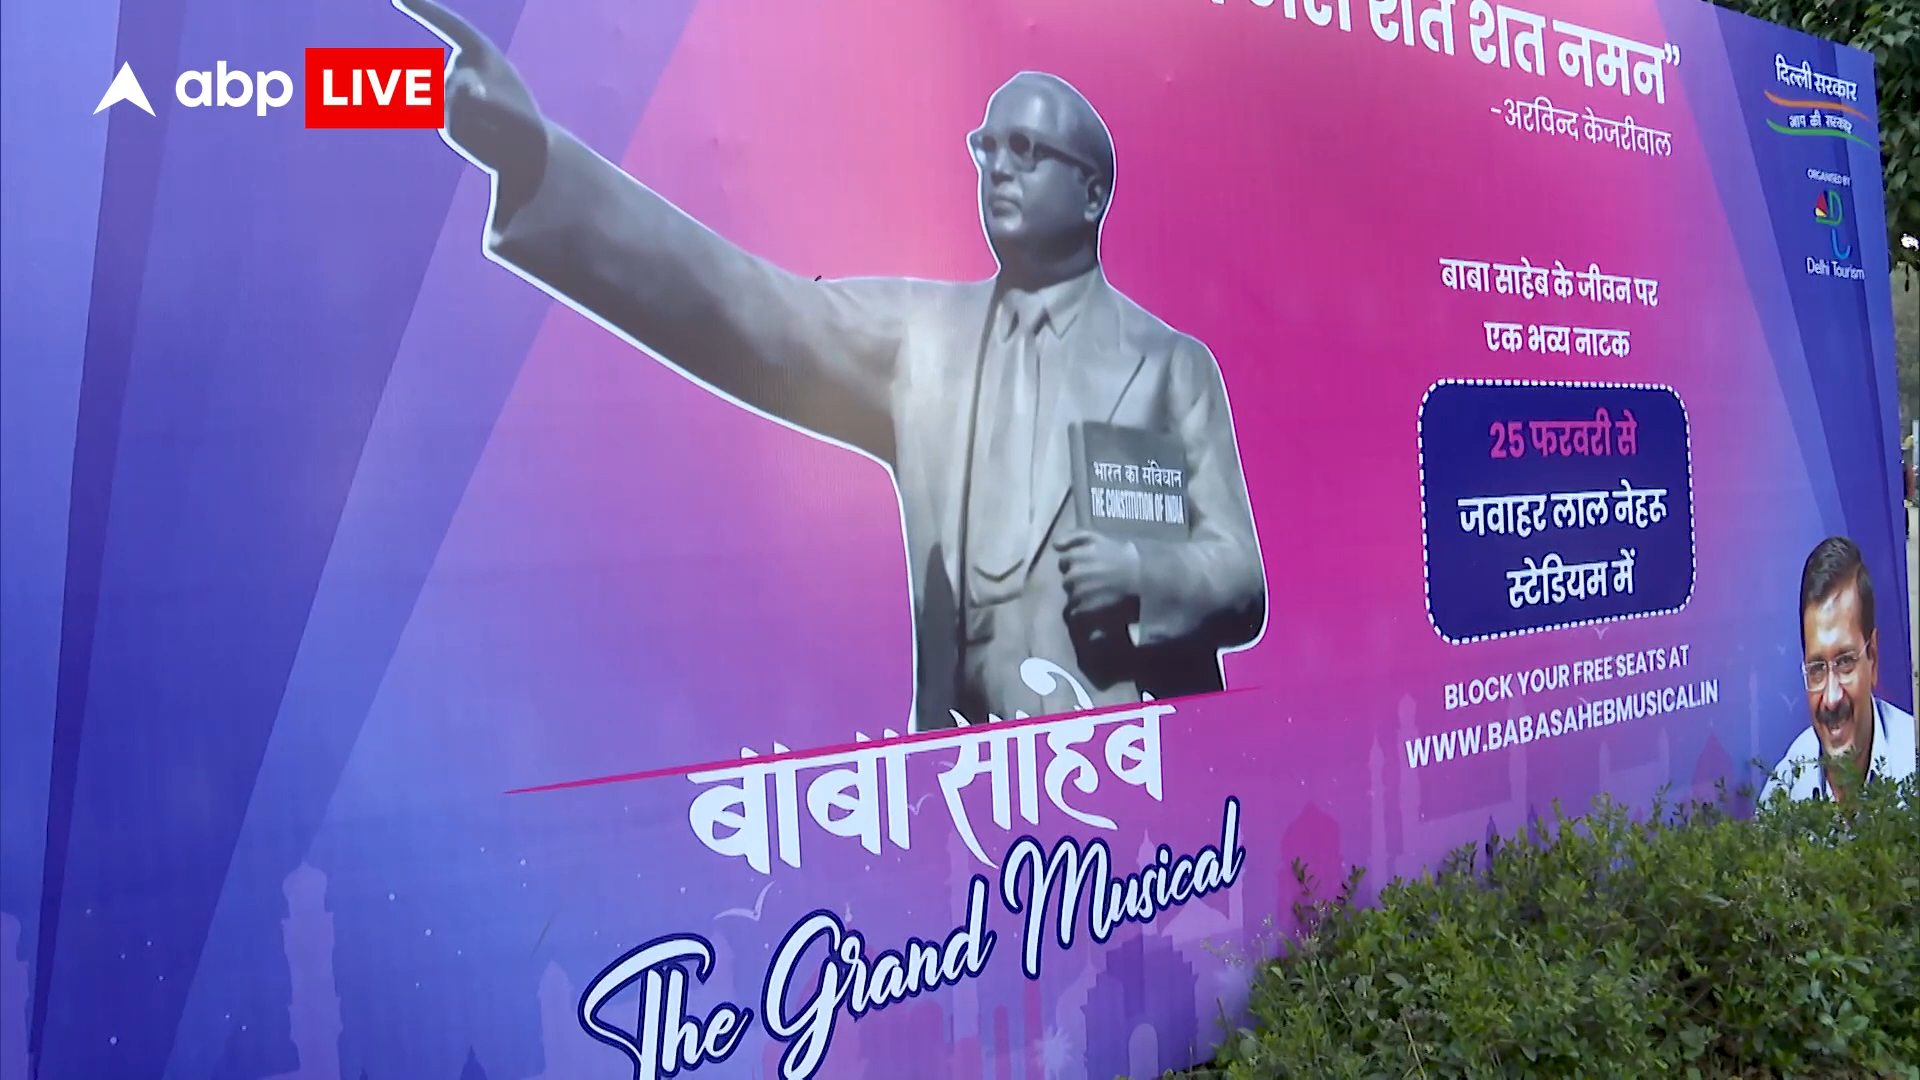 abp LIVE
शत शत नमन”
-अरविन्द केजरीवाल
दिल्ली सरकार
आप की सरकार
ORGANISED BY
Delhi Tourism
बाबा साहेब के जीवन पर
एक भव्य नाटक
25 फरवरी से
जवाहर लाल नेहरू
स्टेडियम में
BLOCK YOUR FREE SEATS AT
WWW.BABASAHEBMUSICAL.IN
भारत का संविधान
THE CONSTITUTION OF INDIA
बाबा साहेब
The Grand Musical